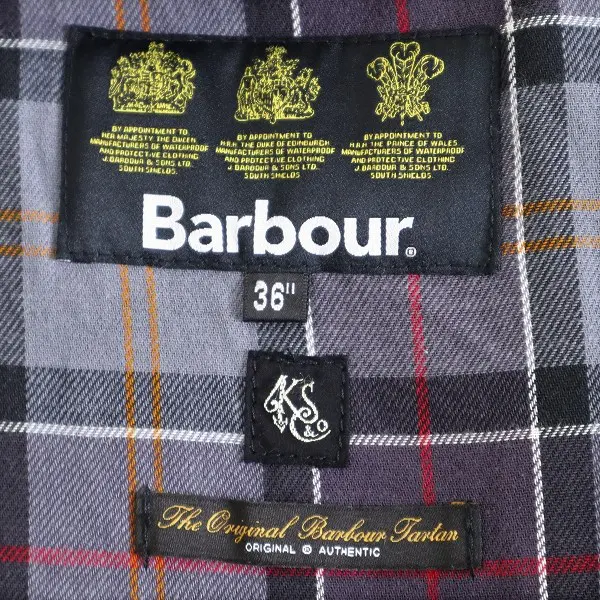 BY APPOINTMENT TO
HER MAJESTY THE QUEEN
MANUFACTURERS OF WATERPROOF
AND PROTECTIVE CLOTHING
J. BARBOUR & SONS LTD.
SOUTH SHIELDS
BY APPOINTMENT TO
H.R.H. THE DUKE OF EDINBURGH
MANUFACTURERS OF WATERPROOF
AND PROTECTIVE CLOTHING
J. BARBOUR & SONS LTD.
SOUTH SHIELDS
BY APPOINTMENT TO
H.R.H. THE PRINCE OF WALES
MANUFACTURERS OF WATERPROOF
AND PROTECTIVE CLOTHING
J. BARBOUR & SONS LTD.
SOUTH SHIELDS
Barbour®
36"
KS
&Co
The Original Barbour Tartan
ORIGINAL ® AUTHENTIC